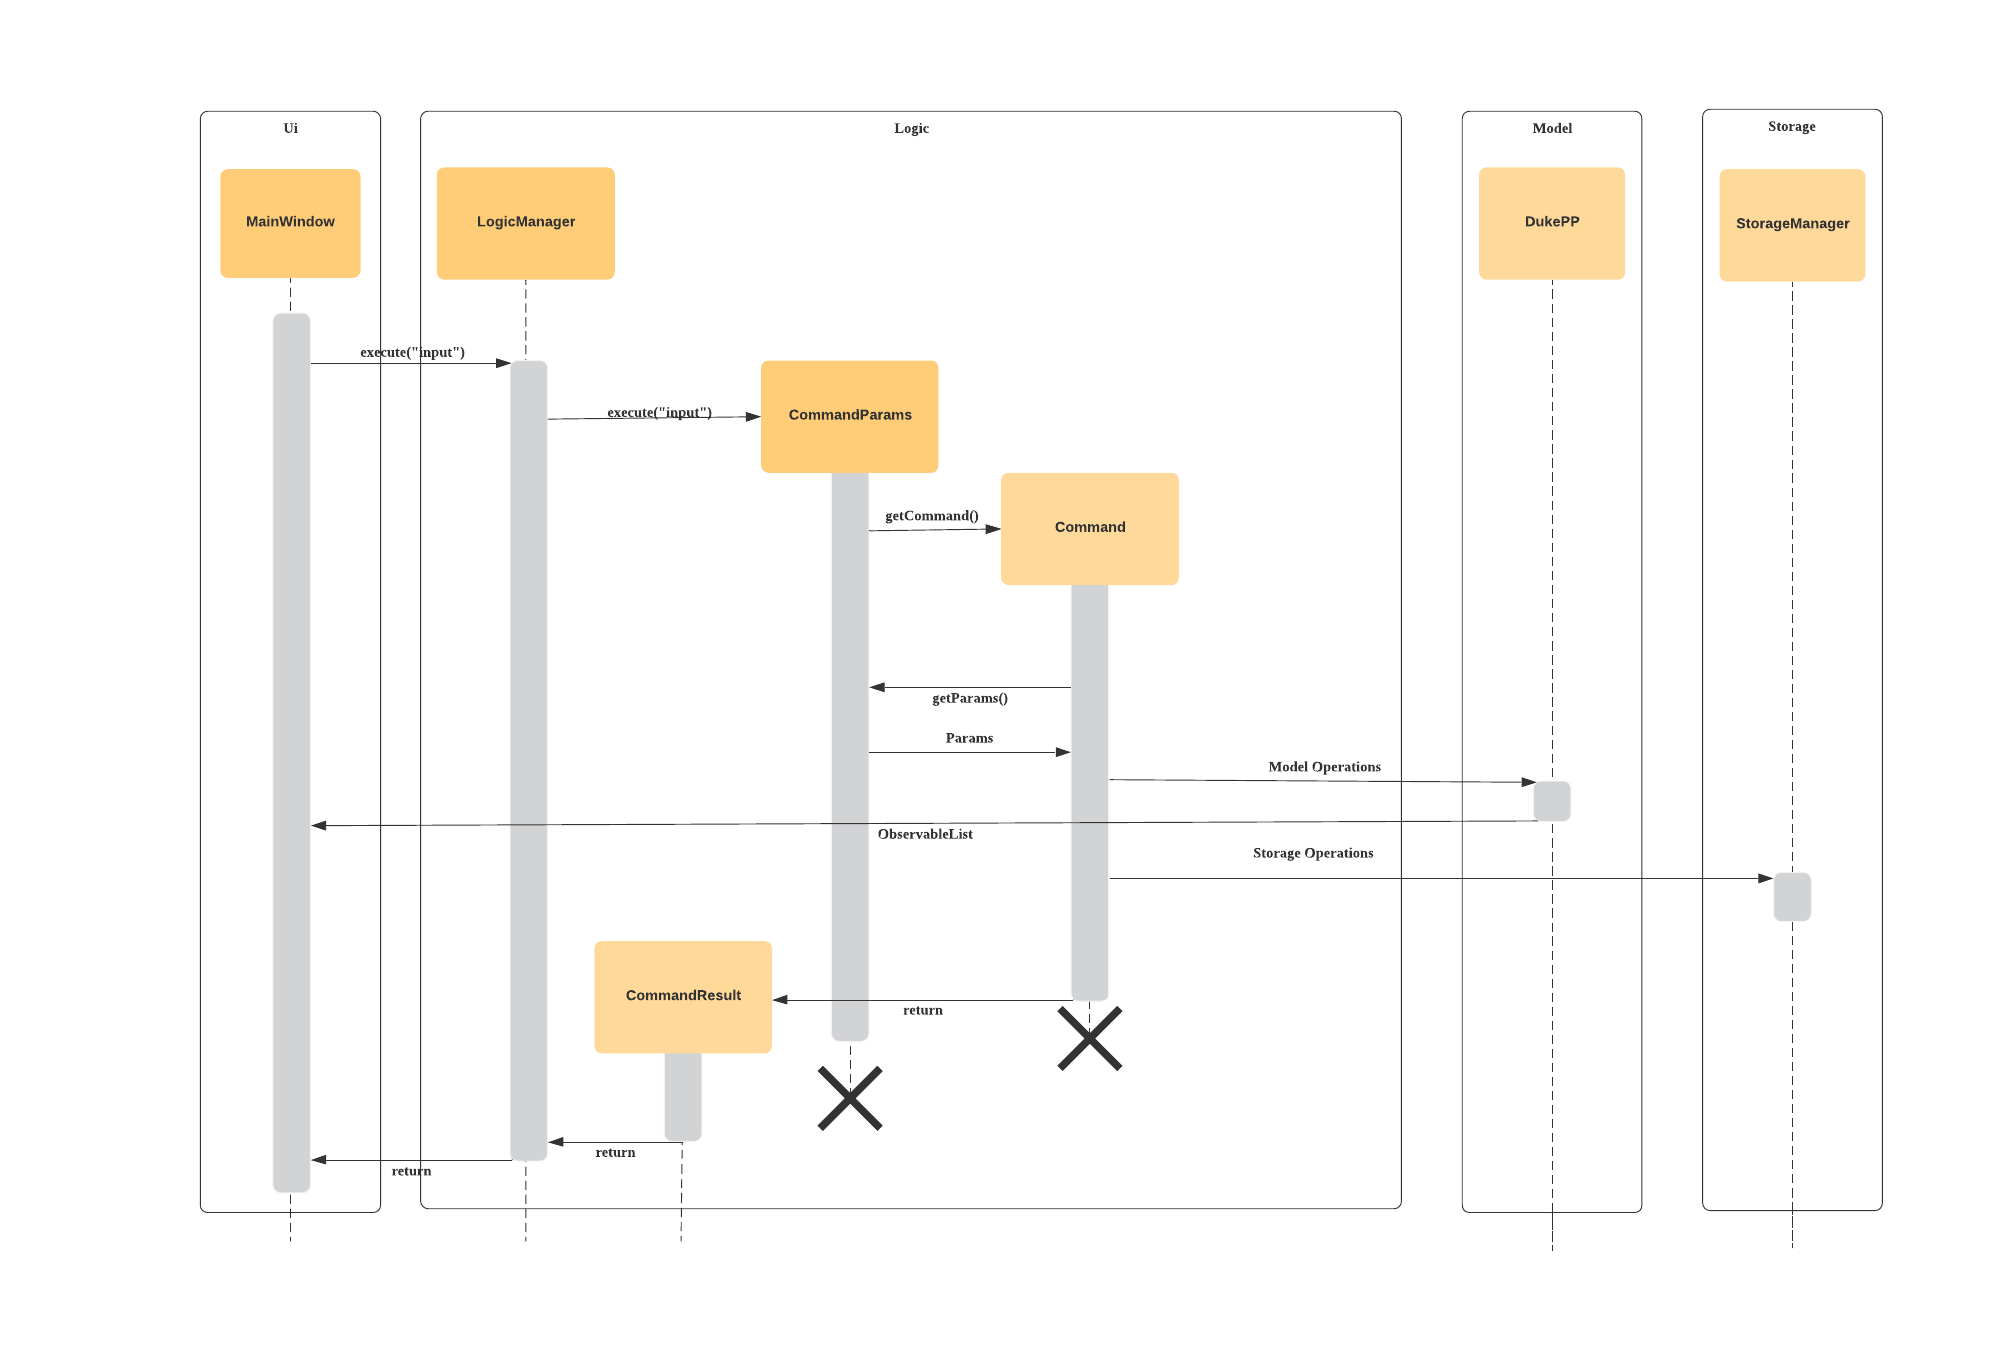 Ui
Logic
Model
Storage
MainWindow
LogicManager
DukePP
StorageManager
execute("input")
execute("input")
CommandParams
getCommand()
Command
getParams()
Params
Model Operations
ObservableList
Storage Operations
CommandResult
return
return
return